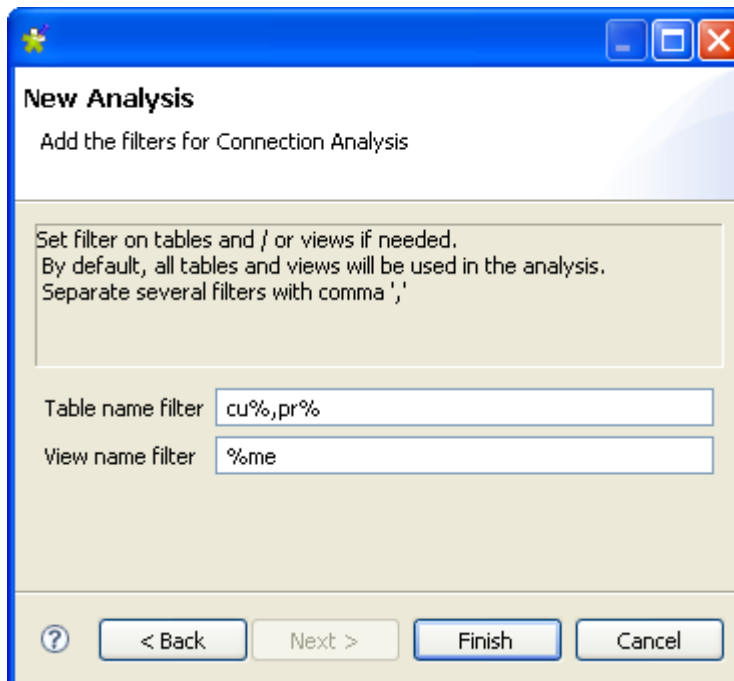 New Analysis
Add the filters for Connection Analysis
Set filter on tables and / or views if needed.
By default, all tables and views will be used in the analysis.
Separate several filters with comma ','
Table name filter cu%,pr%
View name filter %me
? < Back Next > Finish Cancel